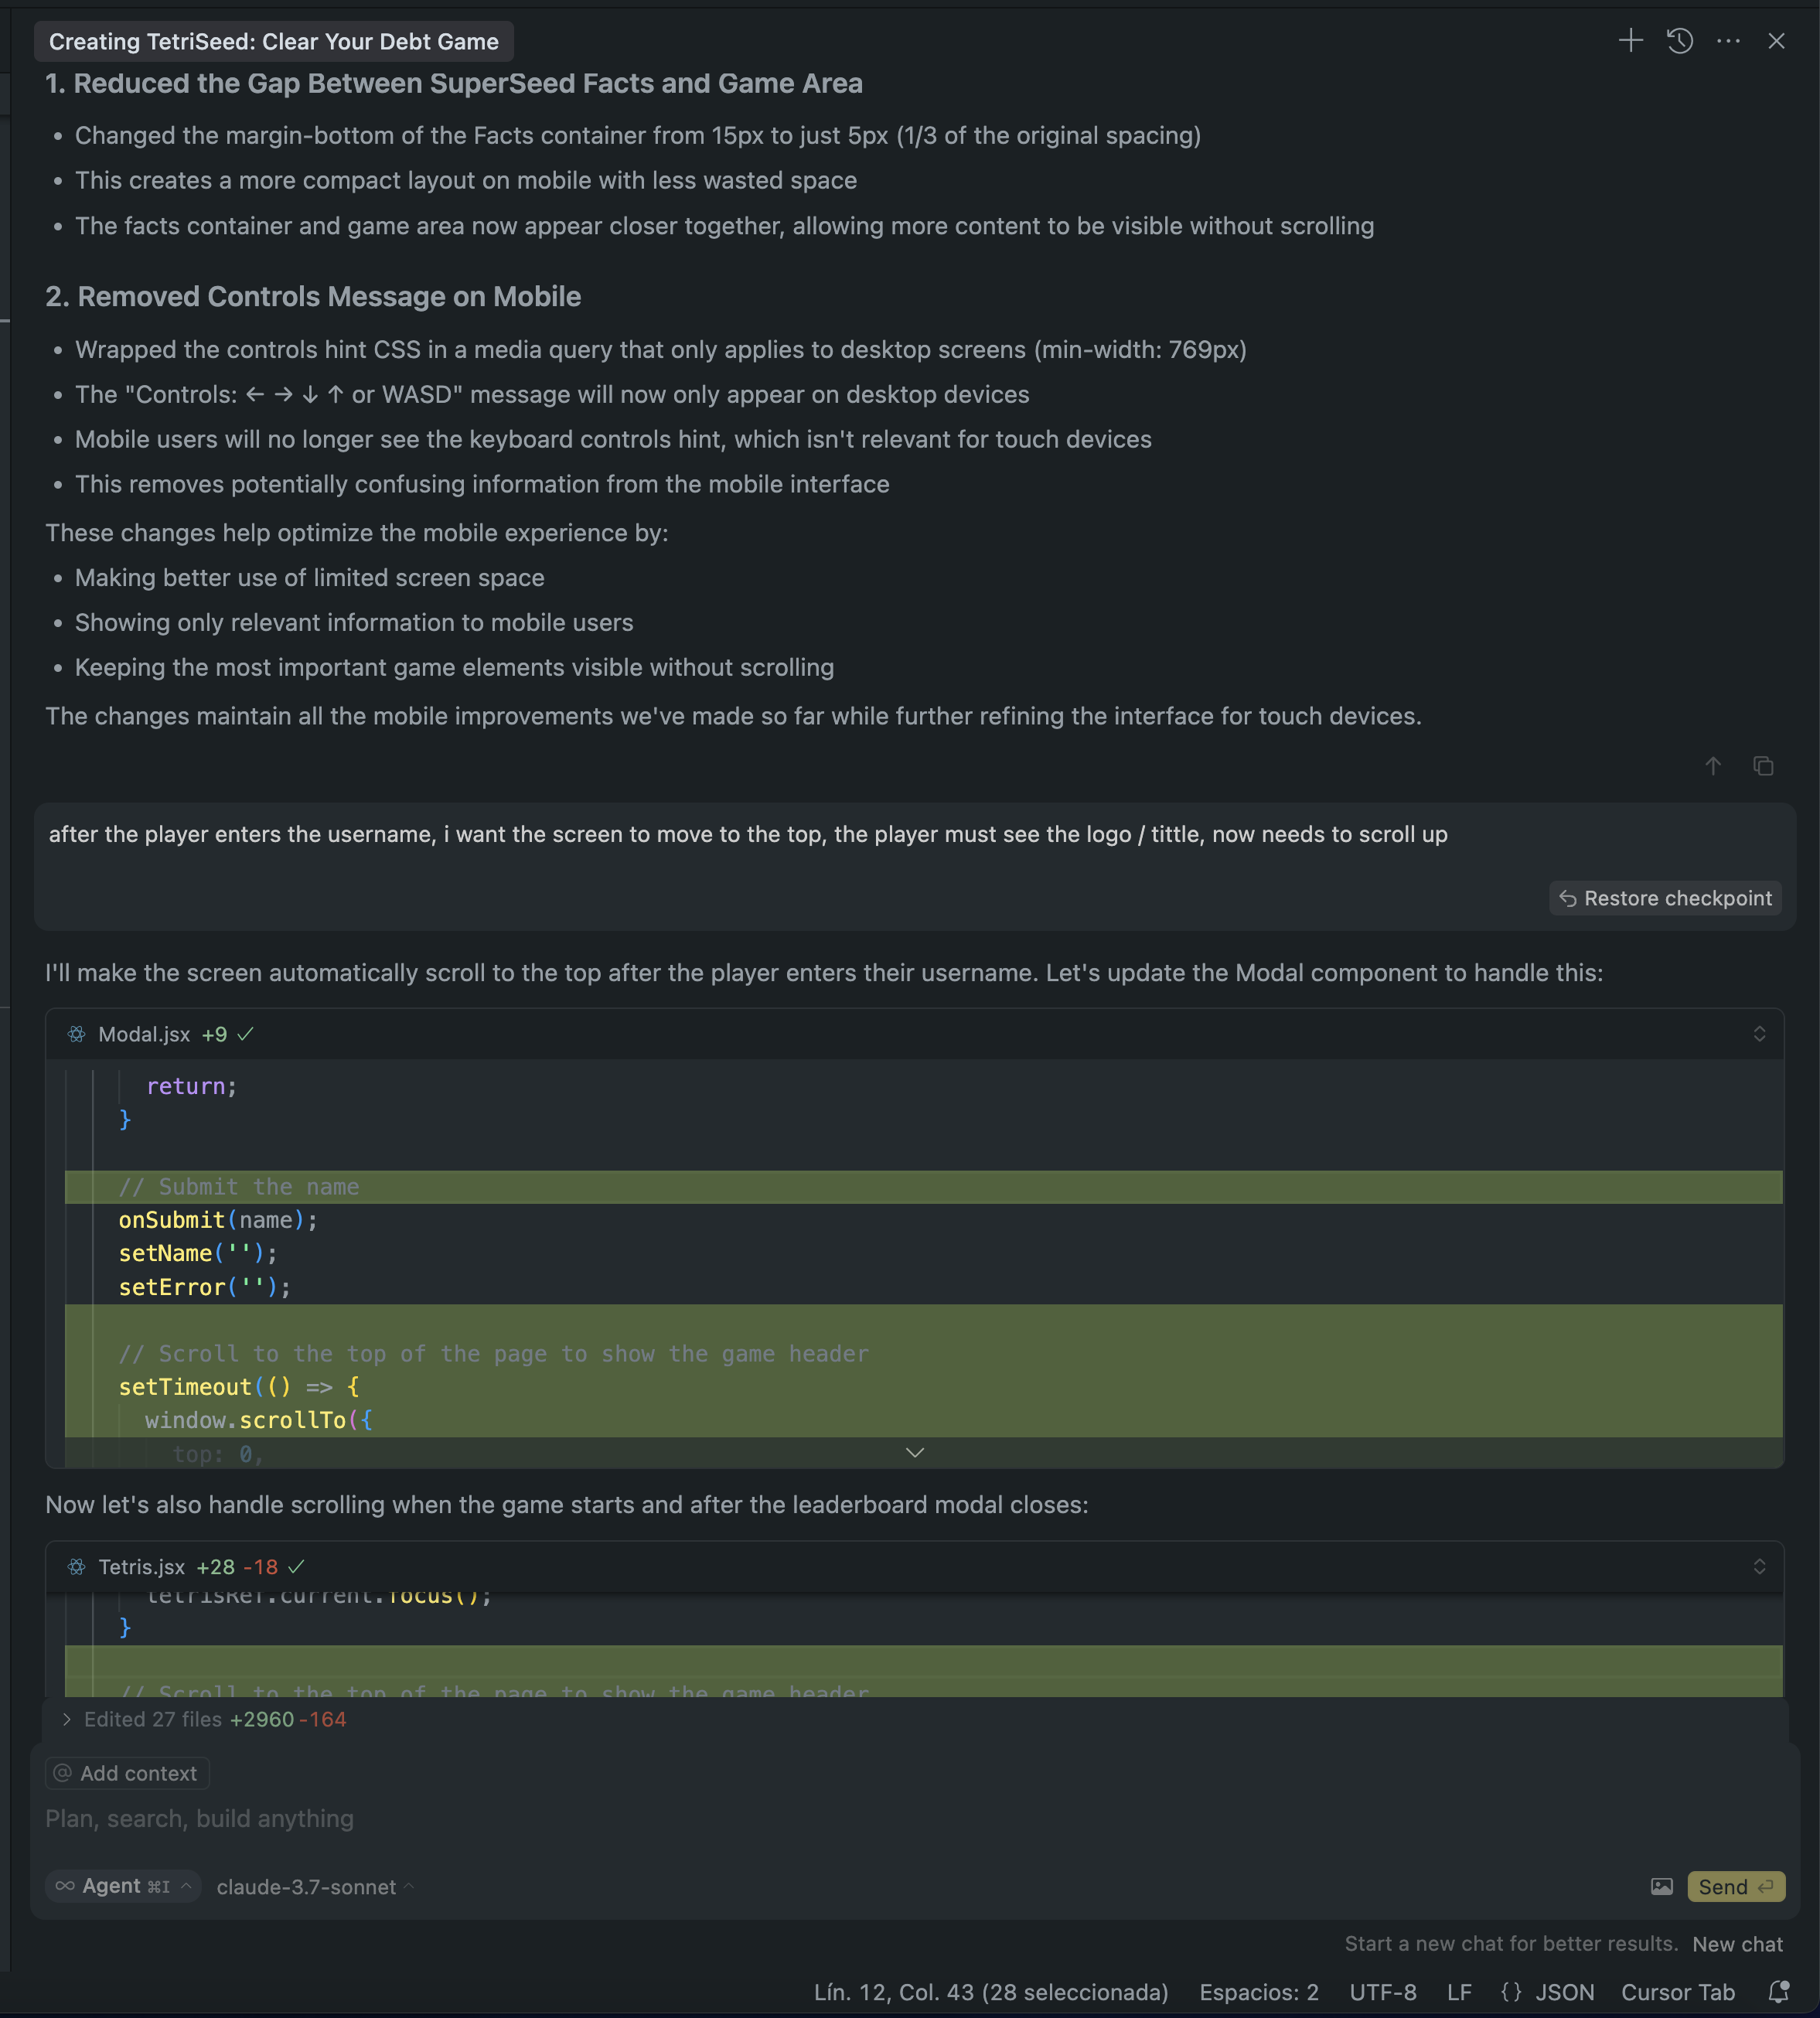 Creating TetriSeed: Clear Your Debt Game
1. Reduced the Gap Between SuperSeed Facts and Game Area
• Changed the margin-bottom of the Facts container from 15px to just 5px (1/3 of the original spacing)
• This creates a more compact layout on mobile with less wasted space
• The facts container and game area now appear closer together, allowing more content to be visible without scrolling
2. Removed Controls Message on Mobile
• Wrapped the controls hint CSS in a media query that only applies to desktop screens (min-width: 769px)
• The "Controls: ← → ↓ ↑ or WASD" message will now only appear on desktop devices
• Mobile users will no longer see the keyboard controls hint, which isn't relevant for touch devices
• This removes potentially confusing information from the mobile interface
These changes help optimize the mobile experience by:
• Making better use of limited screen space
• Showing only relevant information to mobile users
• Keeping the most important game elements visible without scrolling
The changes maintain all the mobile improvements we've made so far while further refining the interface for touch devices.
after the player enters the username, i want the screen to move to the top, the player must see the logo / tittle, now needs to scroll up
Restore checkpoint
I'll make the screen automatically scroll to the top after the player enters their username. Let's update the Modal component to handle this:
Modal.jsx +9
return;
}
// Submit the name
onSubmit(name);
setName('');
setError('');
// Scroll to the top of the page to show the game header
setTimeout(() => {
window.scrollTo({
top: 0,
Now let's also handle scrolling when the game starts and after the leaderboard modal closes:
Tetris.jsx +28 -18
tetrisRef.current.focus();
}
// Scroll to the top of the page to show the game header
Edited 27 files +2960 -164
@ Add context
Plan, search, build anything
∞ Agent ⌘I claude-3.7-sonnet
Send
Start a new chat for better results. New chat
Lín. 12, Col. 43 (28 seleccionada) Espacios: 2 UTF-8 LF {} JSON Cursor Tab